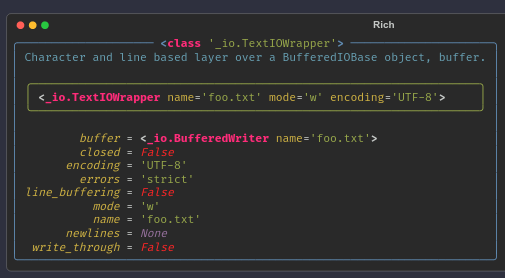 Rich
<class '_io.TextIOWrapper'>
Character and line based layer over a BufferedIOBase object, buffer.
<_io.TextIOWrapper name='foo.txt' mode='w' encoding='UTF-8'>
buffer = <_io.BufferedWriter name='foo.txt'>
closed = False
encoding = 'UTF-8'
errors = 'strict'
line_buffering = False
mode = 'w'
name = 'foo.txt'
newlines = None
write_through = False